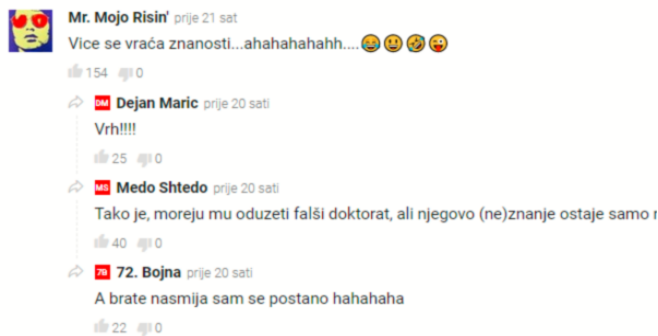 Mr. Mojo Risin' prije 21 sat
Vice se vraća znanosti...ahahahahahh....😂😃🤣😜
154 0
DM Dejan Maric prije 20 sati
Vrh!!!!
25 0
MS Medo Shtedo prije 20 sati
Tako je, moreju mu oduzeti falši doktorat, ali njegovo (ne)znanje ostaje samo
40 0
7B 72. Bojna prije 20 sati
A brate nasmija sam se postano hahahaha
22 0